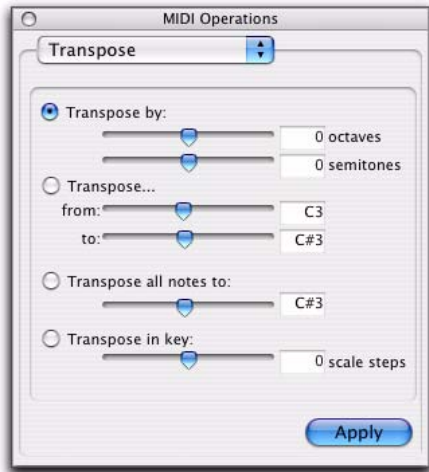 MIDI Operations
Transpose
Transpose by:
0 octaves
0 semitones
Transpose...
from: C3
to: C#3
Transpose all notes to:
C#3
Transpose in key:
0 scale steps
Apply